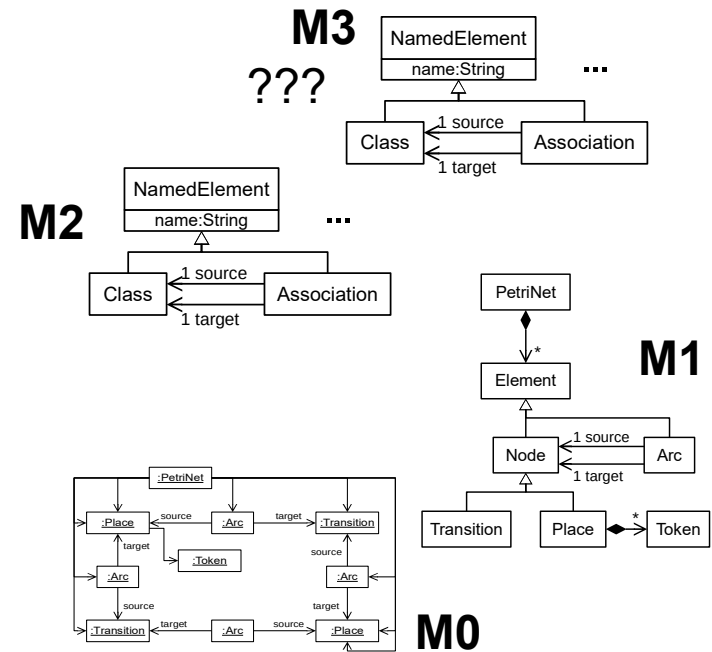 M3
???
NamedElement
name:String
...
Class
1 source
1 target
Association
M2
NamedElement
name:String
...
Class
1 source
1 target
Association
M1
PetriNet
*
Element
Node
1 source
1 target
Arc
Transition
Place
*
Token
M0
:PetriNet
:Place
source
:Arc
target
:Transition
target
:Token
source
:Arc
:Arc
source
target
:Transition
target
:Arc
source
:Place